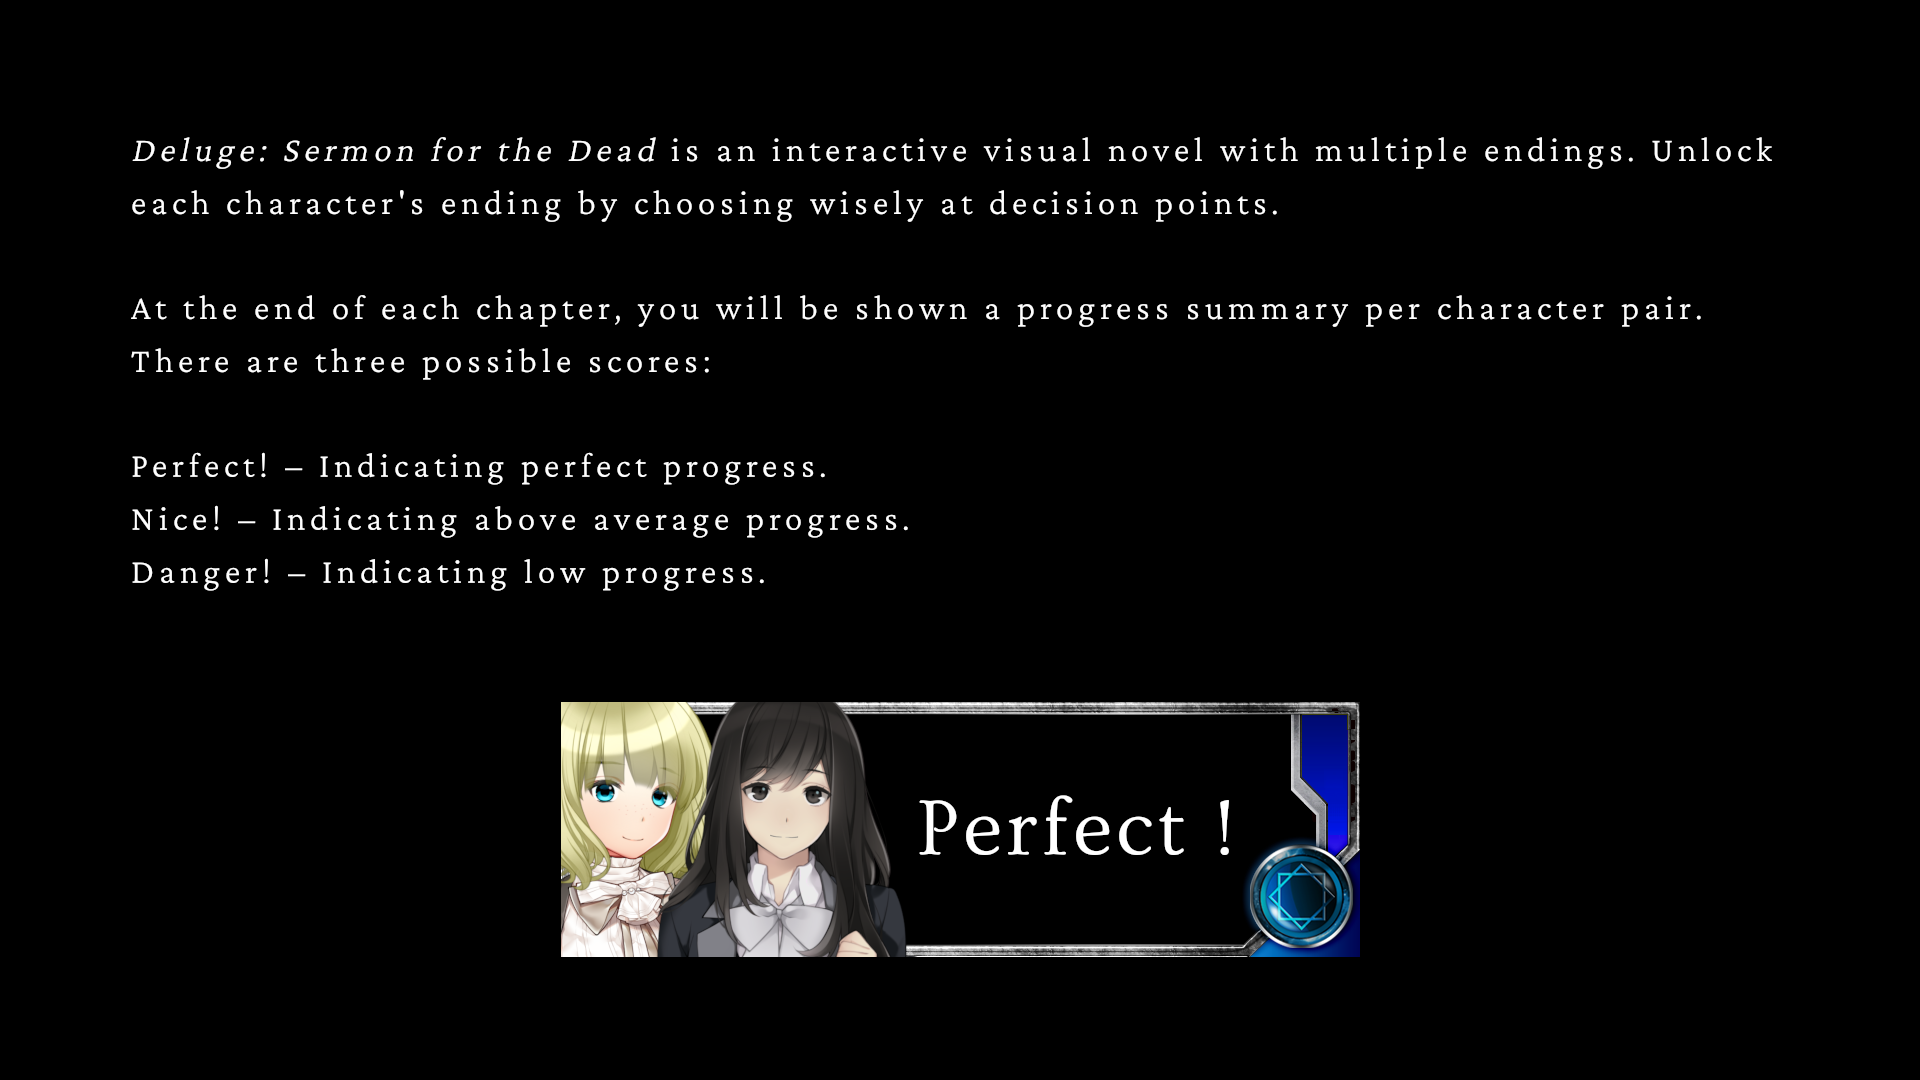 Deluge: Sermon for the Dead is an interactive visual novel with multiple endings. Unlock
each character's ending by choosing wisely at decision points.
At the end of each chapter, you will be shown a progress summary per character pair.
There are three possible scores:
Perfect! – Indicating perfect progress.
Nice! – Indicating above average progress.
Danger! – Indicating low progress.
Perfect !